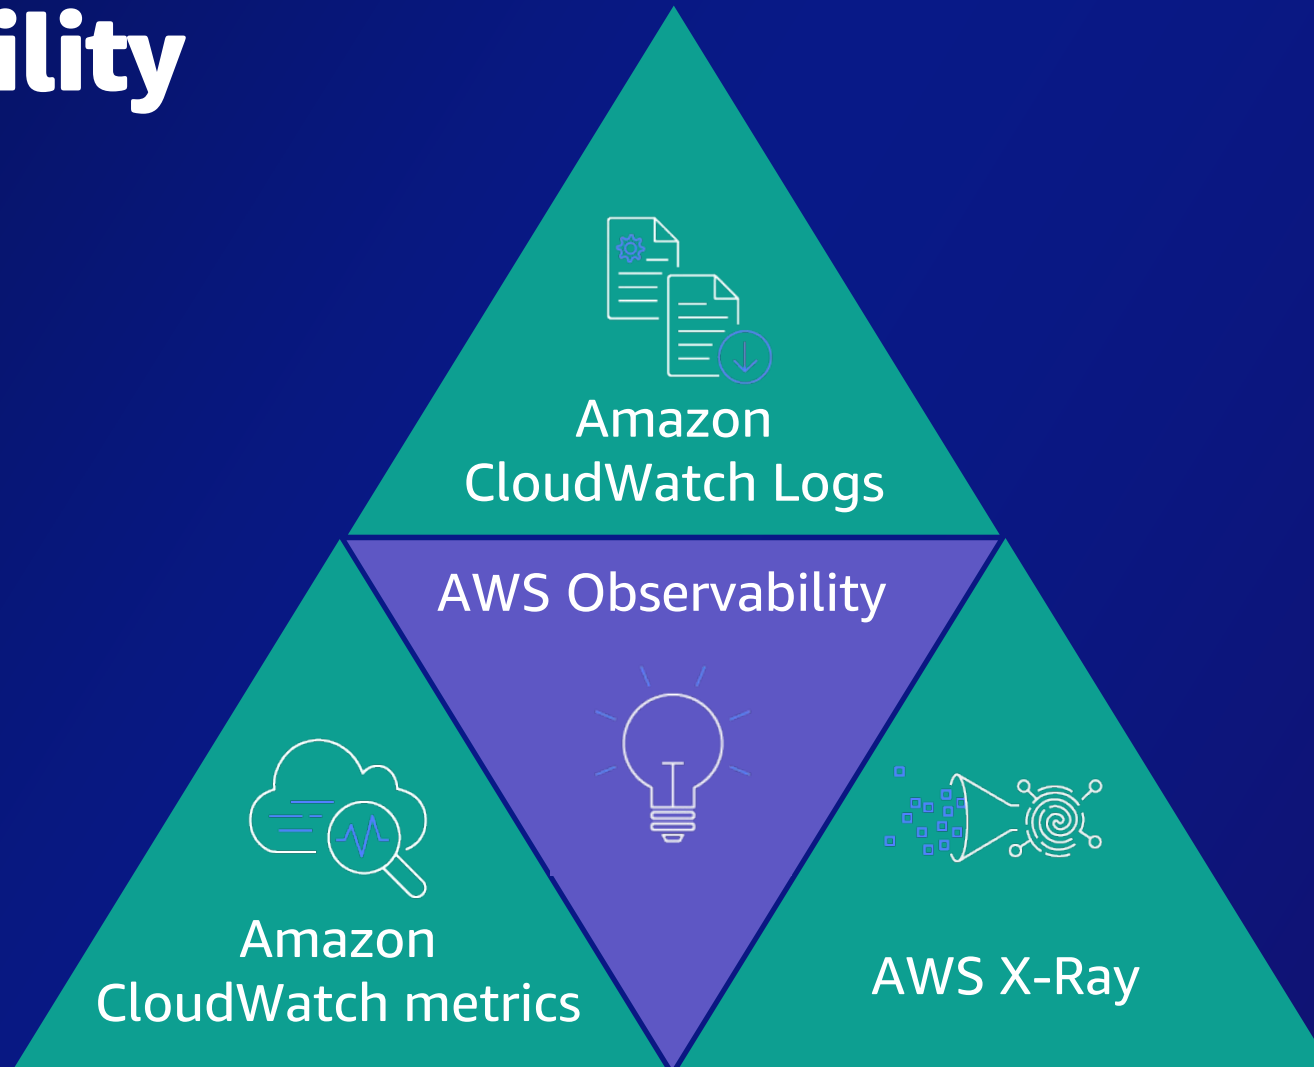 ility
Amazon
CloudWatch Logs
AWS Observability
Amazon
CloudWatch metrics
AWS X-Ray